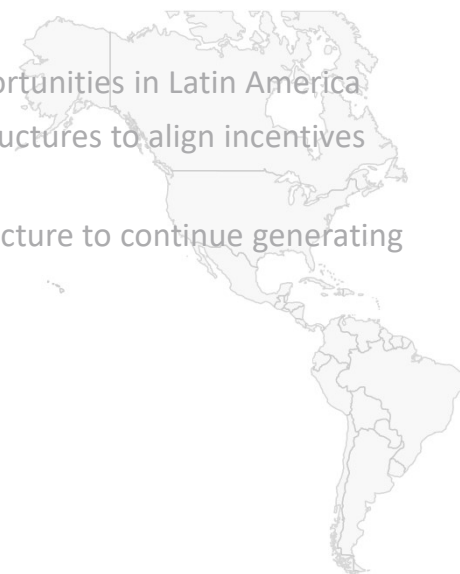 ortunities in Latin America
uctures to align incentives
cture to continue generating